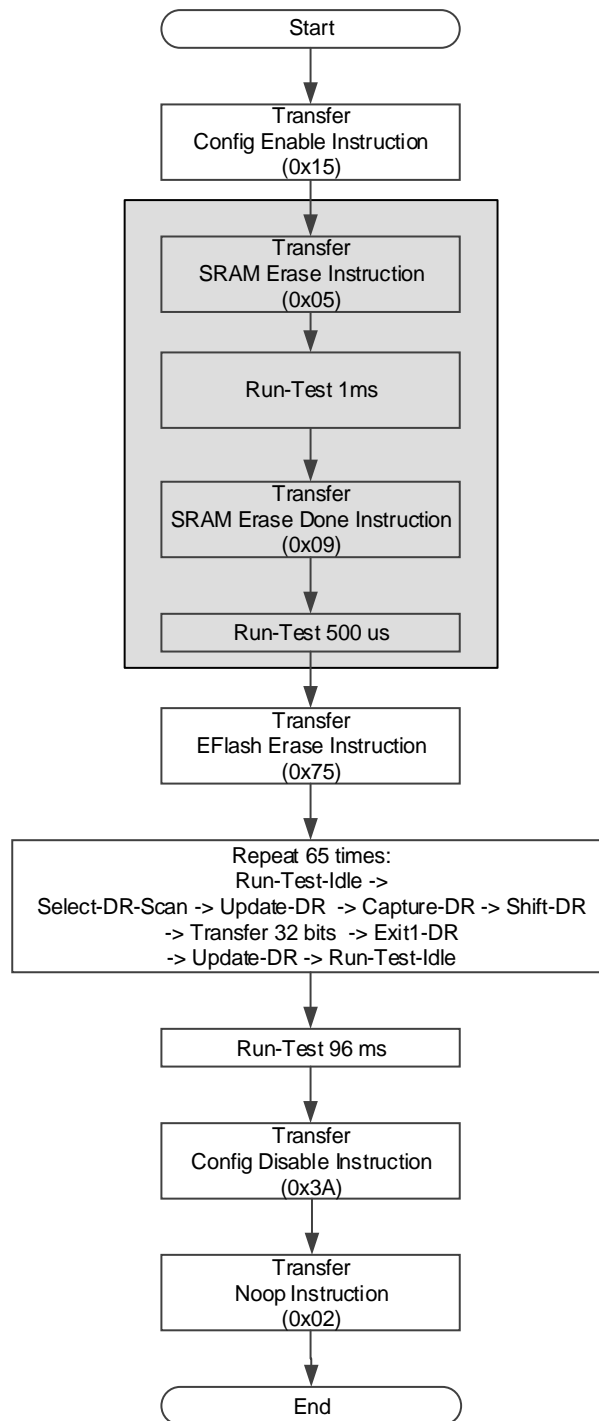 Start
Transfer
Config Enable Instruction
(0x15)
Transfer
SRAM Erase Instruction
(0x05)
Run-Test 1ms
Transfer
SRAM Erase Done Instruction
(0x09)
Run-Test 500 us
Transfer
EFlash Erase Instruction
(0x75)
Repeat 65 times:
Run-Test-Idle ->
Select-DR-Scan -> Update-DR -> Capture-DR -> Shift-DR
-> Transfer 32 bits -> Exit1-DR
-> Update-DR -> Run-Test-Idle
Run-Test 96 ms
Transfer
Config Disable Instruction
(0x3A)
Transfer
Noop Instruction
(0x02)
End